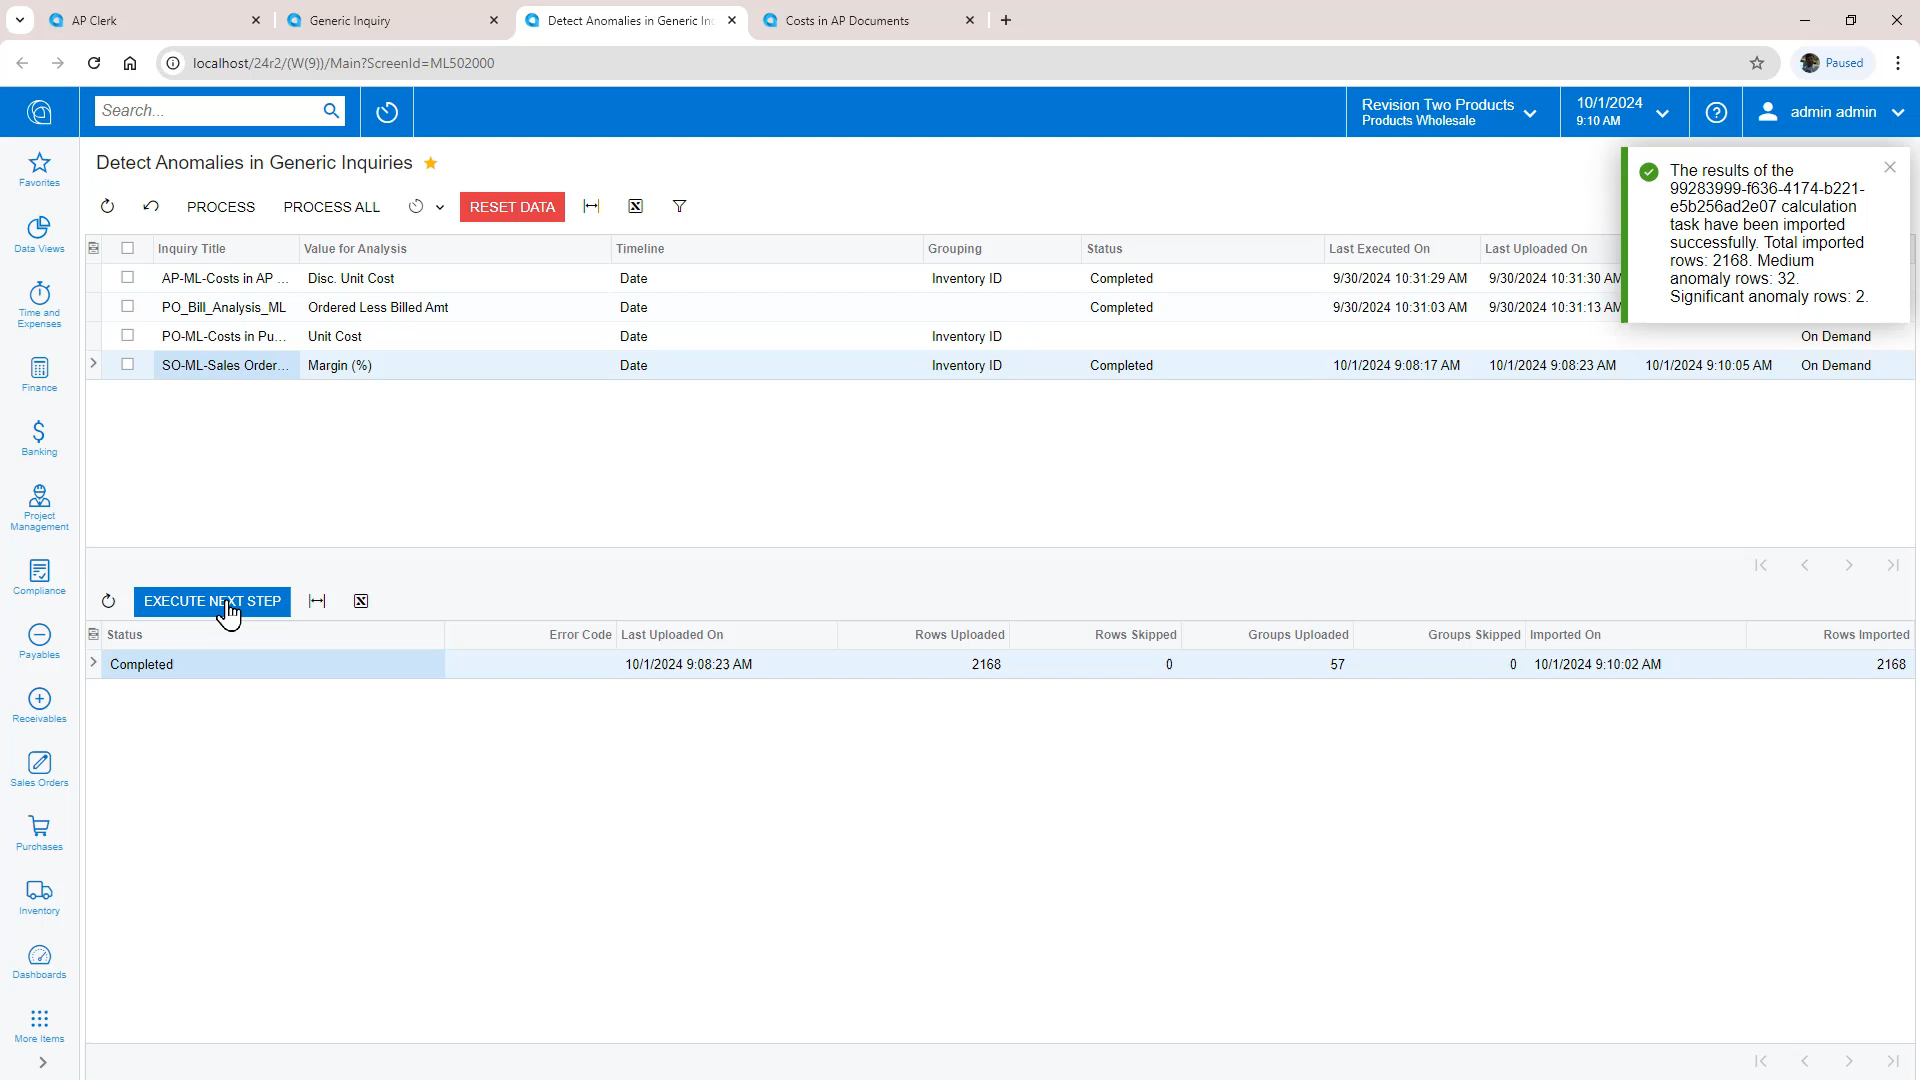 AP Clerk
Generic Inquiry
Detect Anomalies in Generic In
Costs in AP Documents
localhost/24r2/(W(9))/Main?ScreenId=ML502000
Paused
Search...
Revision Two Products
Products Wholesale
10/1/2024
9:10 AM
admin admin
Favorites
Data Views
Time and
Expenses
Finance
Banking
Project
Management
Compliance
Payables
Receivables
Sales Orders
Purchases
Inventory
Dashboards
More Items
Detect Anomalies in Generic Inquiries
PROCESS PROCESS ALL RESET DATA
The results of the
99283999-f636-4174-b221-
e5b256ad2e07 calculation
task have been imported
successfully. Total imported
rows: 2168. Medium
anomaly rows: 32.
Significant anomaly rows: 2.
Inquiry Title Value for Analysis Timeline Grouping Status Last Executed On Last Uploaded On
AP-ML-Costs in AP ... Disc. Unit Cost Date Inventory ID Completed 9/30/2024 10:31:29 AM 9/30/2024 10:31:30 AM
PO_Bill_Analysis_ML Ordered Less Billed Amt Date Completed 9/30/2024 10:31:03 AM 9/30/2024 10:31:13 AM
PO-ML-Costs in Pu... Unit Cost Date Inventory ID On Demand
SO-ML-Sales Order... Margin (%) Date Inventory ID Completed 10/1/2024 9:08:17 AM 10/1/2024 9:08:23 AM 10/1/2024 9:10:05 AM On Demand
EXECUTE NEXT STEP
Status Error Code Last Uploaded On Rows Uploaded Rows Skipped Groups Uploaded Groups Skipped Imported On Rows Imported
Completed 10/1/2024 9:08:23 AM 2168 0 57 0 10/1/2024 9:10:02 AM 2168